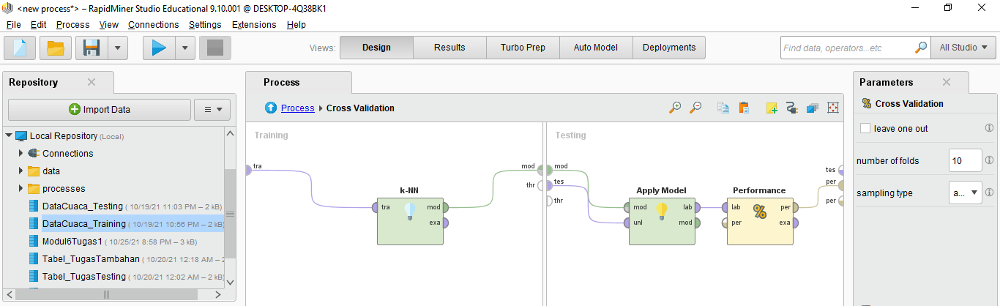 <new process*> – RapidMiner Studio Educational 9.10.001 @ DESKTOP-4Q38BK1
File Edit Process View Connections Settings Extensions Help
Views: Design Results Turbo Prep Auto Model Deployments Find data, operators...etc All Studio
Repository
Import Data
Local Repository (Local)
Connections
data
processes
DataCuaca_Testing (10/19/21 11:03 PM – 2 kB)
DataCuaca_Training (10/19/21 10:56 PM – 2 kB)
Modul6Tugas1 (10/25/21 8:58 PM – 3 kB)
Tabel_TugasTambahan (10/20/21 12:18 AM – 2
Tabel_TugasTesting (10/20/21 12:02 AM – 2 kB)
Process
Process Cross Validation
Training
tra
mod
thr
k-NN
tra mod
exa
Testing
mod
tes
thr
Apply Model
mod lab
unl mod
Performance
lab per
per exa
tes
per
per
Parameters
Cross Validation
leave one out
number of folds 10
sampling type a...